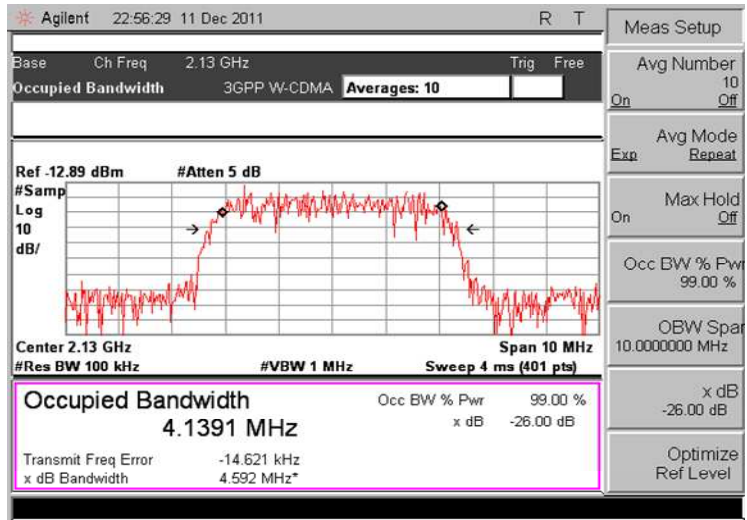 Agilent 22:56:29 11 Dec 2011 R T
Base Ch Freq 2.13 GHz Trig Free
Occupied Bandwidth 3GPP W-CDMA Averages: 10
Ref -12.89 dBm #Atten 5 dB
#Samp
Log
10
dB/
Center 2.13 GHz Span 10 MHz
#Res BW 100 kHz #VBW 1 MHz Sweep 4 ms (401 pts)
Occupied Bandwidth Occ BW % Pwr 99.00 %
4.1391 MHz x dB -26.00 dB
Transmit Freq Error -14.621 kHz
x dB Bandwidth 4.592 MHz*
Meas Setup
Avg Number
10
On Off
Avg Mode
Exp Repeat
Max Hold
On Off
Occ BW % Pwr
99.00 %
OBW Span
10.0000000 MHz
x dB
-26.00 dB
Optimize
Ref Level